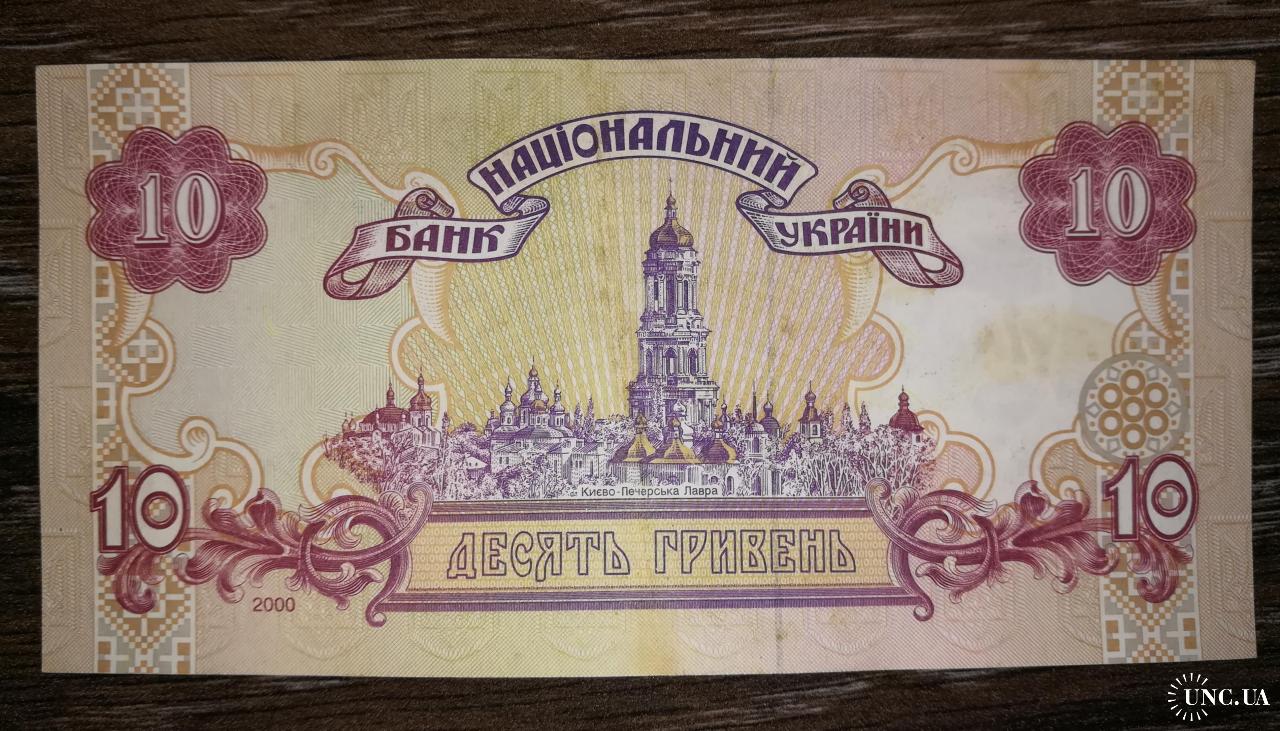 НАЦІОНАЛЬНИЙ
БАНК УКРАЇНИ
10 10
Києво-Печерська Лавра
10 10
ДЕСЯТЬ ГРИВЕНЬ
2000
UNC.UA